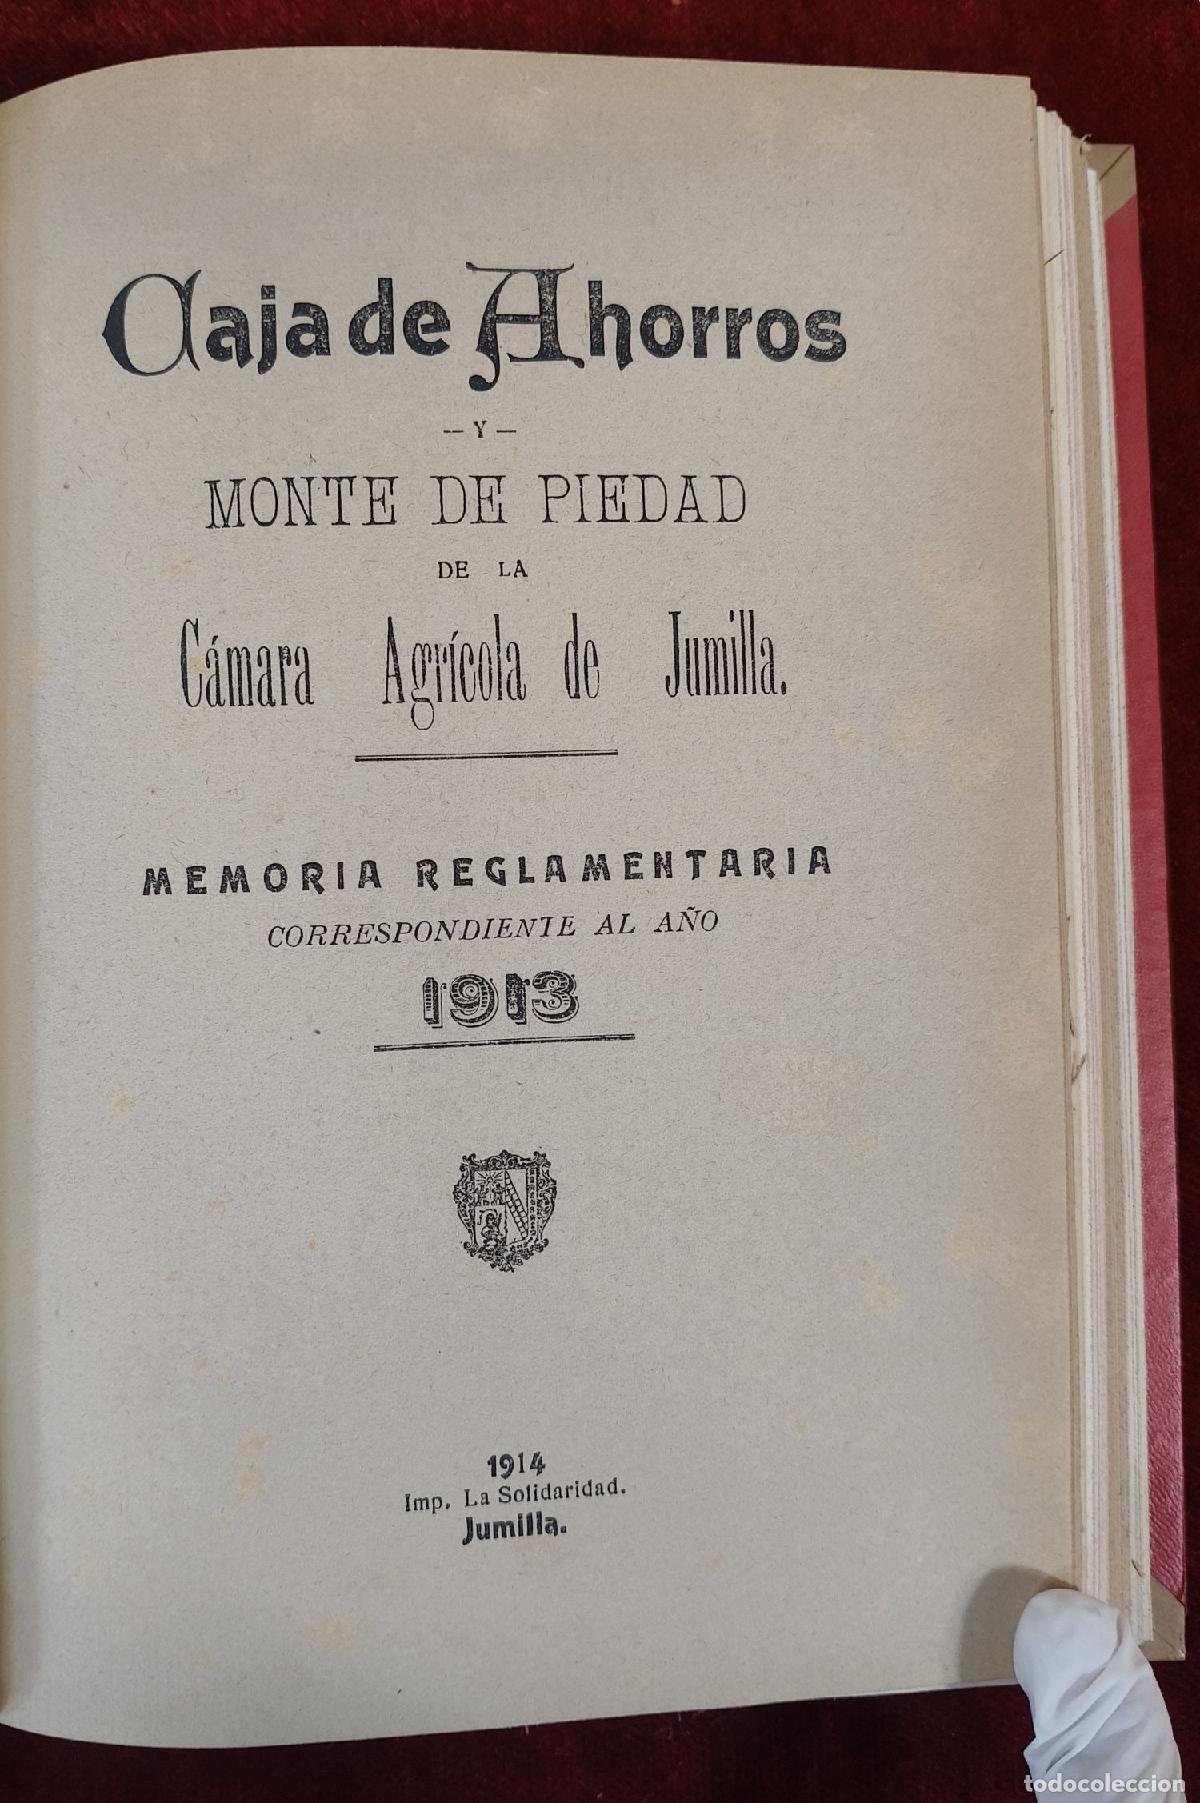 Caja de Ahorros
— Y —
MONTE DE PIEDAD
DE LA
Cámara Agrícola de Jumilla.
MEMORIA REGLAMENTARIA
CORRESPONDIENTE AL AÑO
1913
1914
Imp. La Solidaridad.
Jumilla.
todocoleccion